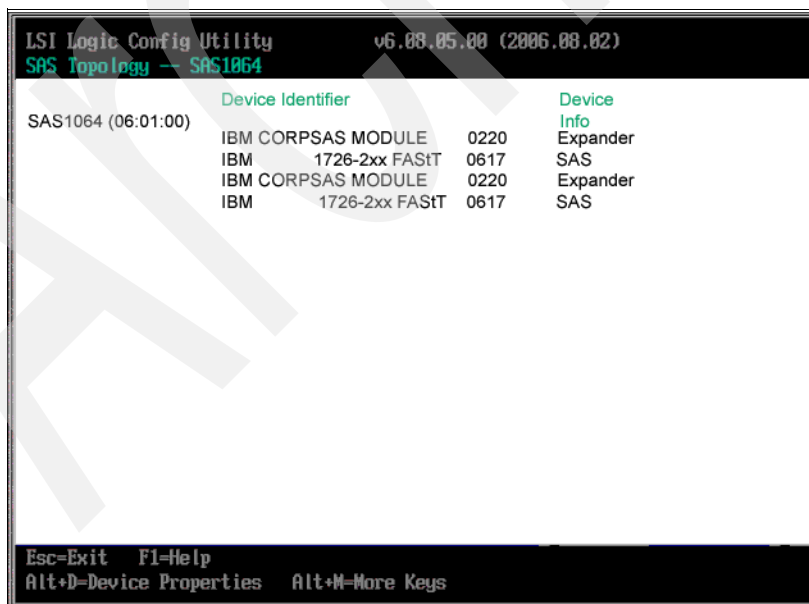 LSI Logic Config Utility v6.08.05.00 (2006.08.02)
SAS Topology -- SAS1064
Device Identifier Device
SAS1064 (06:01:00) Info
IBM CORPSAS MODULE 0220 Expander
IBM 1726-2xx FAStT 0617 SAS
IBM CORPSAS MODULE 0220 Expander
IBM 1726-2xx FAStT 0617 SAS
Esc=Exit F1=Help
Alt+D=Device Properties Alt+M=More Keys